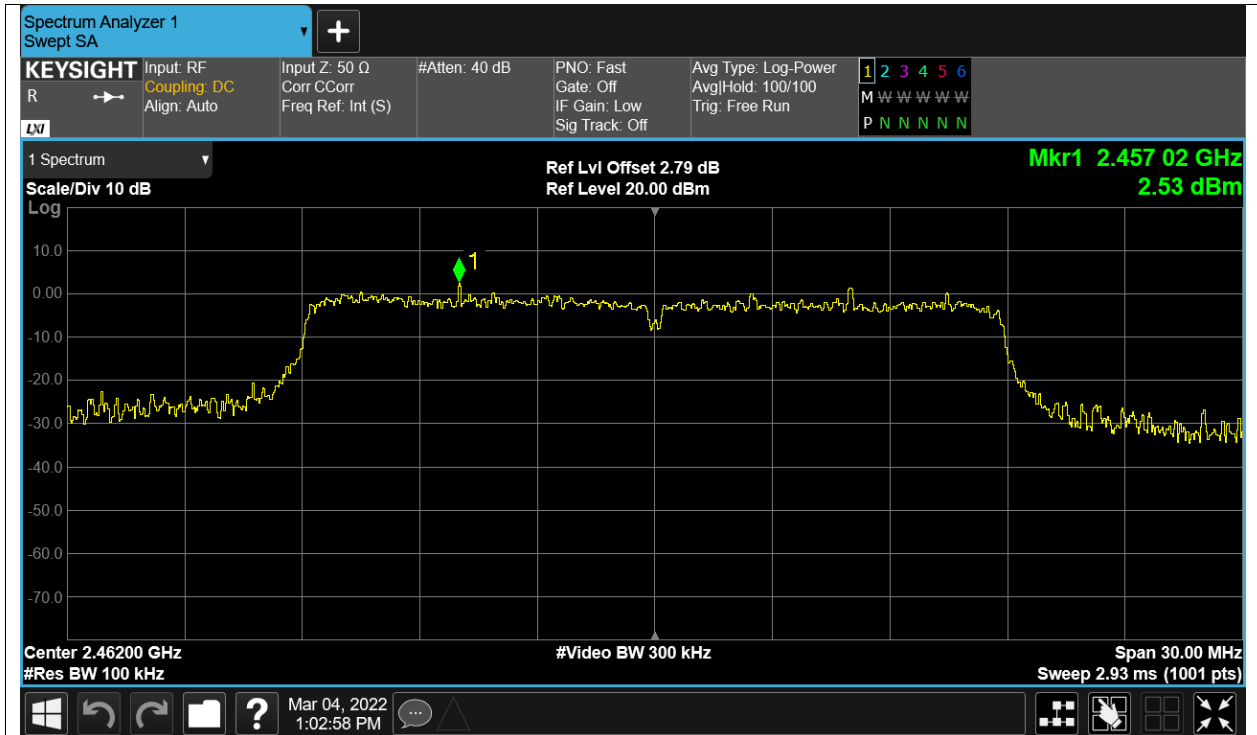 Spectrum Analyzer 1
Swept SA
+
KEYSIGHT
R
LXI
Input: RF
Coupling: DC
Align: Auto
Input Z: 50 Ω
Corr CCorr
Freq Ref: Int (S)
#Atten: 40 dB
PNO: Fast
Gate: Off
IF Gain: Low
Sig Track: Off
Avg Type: Log-Power
Avg|Hold: 100/100
Trig: Free Run
1 2 3 4 5 6
M W W W W W
P N N N N N
1 Spectrum
Scale/Div 10 dB
Log
Ref Lvl Offset 2.79 dB
Ref Level 20.00 dBm
Mkr1 2.457 02 GHz
2.53 dBm
1
10.0
0.00
-10.0
-20.0
-30.0
-40.0
-50.0
-60.0
-70.0
Center 2.46200 GHz
#Res BW 100 kHz
#Video BW 300 kHz
Span 30.00 MHz
Sweep 2.93 ms (1001 pts)
?
Mar 04, 2022
1:02:58 PM